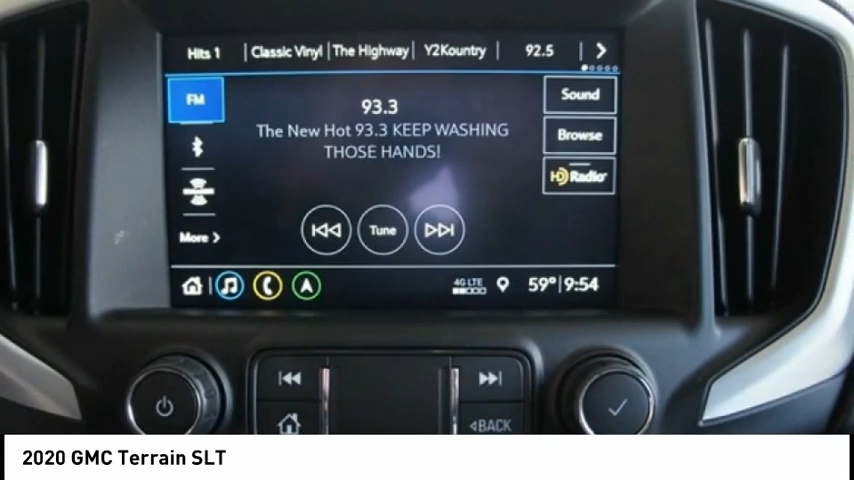 Hits 1 | Classic Vinyl | The Highway | Y2Kountry | 92.5 |
FM
93.3
The New Hot 93.3 KEEP WASHING
THOSE HANDS!
Sound
Browse
HD Radio
Tune
More >
4G LTE
59° | 9:54
BACK
2020 GMC Terrain SLT